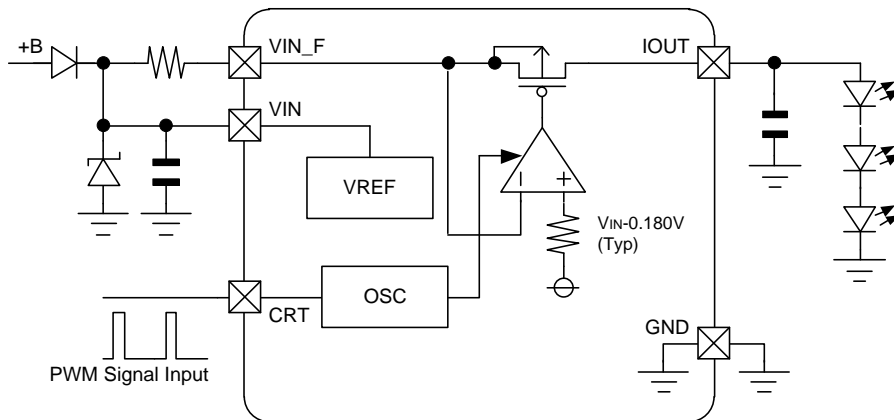 +B
VIN_F
IOUT
VIN
VREF
VIN-0.180V
(Typ)
OSC
CRT
GND
PWM Signal Input